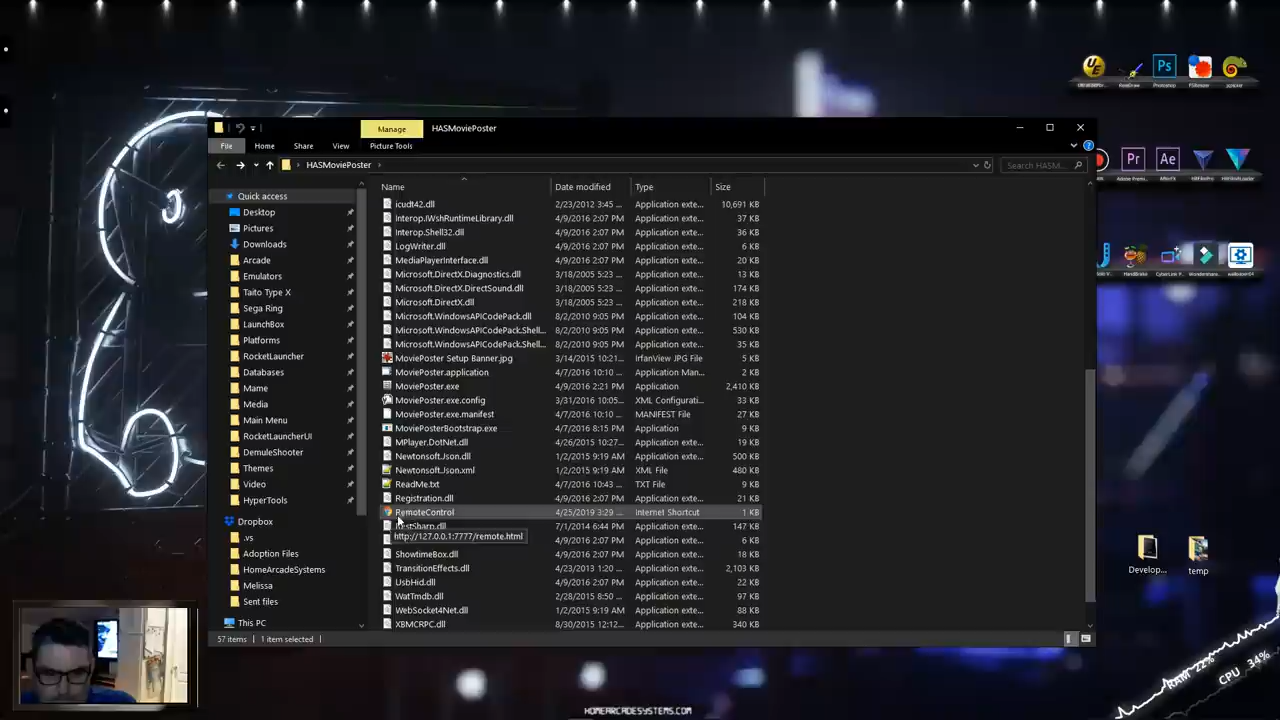 Manage
HASMoviePoster
File
Home
Share
View
Picture Tools
HASMoviePoster
Search HASM...
Name
Date modified
Type
Size
Quick access
Desktop
Pictures
Downloads
Arcade
Emulators
Taito Type X
Sega Ring
LaunchBox
Platforms
RocketLauncher
Databases
Mame
Media
Main Menu
RocketLauncherUI
DemuleShooter
Themes
Video
HyperTools
Dropbox
.vs
Adoption Files
HomeArcadeSystems
Melissa
Sent files
This PC
icudt42.dll 2/23/2012 3:45 ... Application exte... 10,691 KB
Interop.IWshRuntimeLibrary.dll 4/9/2016 2:07 PM Application exte... 37 KB
Interop.Shell32.dll 4/9/2016 2:07 PM Application exte... 36 KB
LogWriter.dll 4/9/2016 2:07 PM Application exte... 6 KB
MediaPlayerInterface.dll 4/9/2016 2:07 PM Application exte... 20 KB
Microsoft.DirectX.Diagnostics.dll 3/18/2005 5:23 ... Application exte... 13 KB
Microsoft.DirectX.DirectSound.dll 3/18/2005 5:23 ... Application exte... 174 KB
Microsoft.DirectX.dll 3/18/2005 5:23 ... Application exte... 218 KB
Microsoft.WindowsAPICodePack.dll 8/2/2010 9:05 PM Application exte... 104 KB
Microsoft.WindowsAPICodePack.Shell... 8/2/2010 9:05 PM Application exte... 530 KB
Microsoft.WindowsAPICodePack.Shell... 8/2/2010 9:05 PM Application exte... 35 KB
MoviePoster Setup Banner.jpg 3/14/2015 10:21... IrfanView JPG File 5 KB
MoviePoster.application 4/7/2016 10:10 ... Application Man... 2 KB
MoviePoster.exe 4/9/2016 2:21 PM Application 2,410 KB
MoviePoster.exe.config 3/31/2016 10:05... XML Configurati... 33 KB
MoviePoster.exe.manifest 4/7/2016 10:10 ... MANIFEST File 27 KB
MoviePosterBootstrap.exe 4/7/2016 8:15 PM Application 9 KB
MPlayer.DotNet.dll 4/26/2015 10:27... Application exte... 19 KB
Newtonsoft.Json.dll 1/2/2015 9:19 AM Application exte... 500 KB
Newtonsoft.Json.xml 1/2/2015 9:19 AM XML File 480 KB
ReadMe.txt 4/7/2016 10:43 ... TXT File 9 KB
Registration.dll 4/9/2016 2:07 PM Application exte... 21 KB
RemoteControl 4/25/2019 3:29 ... Internet Shortcut 1 KB
RestSharp.dll 7/1/2014 6:44 PM Application exte... 147 KB
http://127.0.0.1:7777/remote.html
4/9/2016 2:07 PM Application exte... 6 KB
ShowtimeBox.dll 4/9/2016 2:07 PM Application exte... 18 KB
TransitionEffects.dll 4/23/2013 1:20 ... Application exte... 2,103 KB
UsbHid.dll 4/9/2016 2:07 PM Application exte... 22 KB
WatTmdb.dll 2/28/2015 8:50 ... Application exte... 97 KB
WebSocket4Net.dll 1/2/2015 9:19 AM Application exte... 88 KB
XBMCRPC.dll 8/30/2015 12:12... Application exte... 340 KB
57 items
1 item selected
Ps
Photoshop
Pr
Ae
Develop...
temp
RAM 22%
CPU 34%
HOMEARCADESYSTEMS.COM